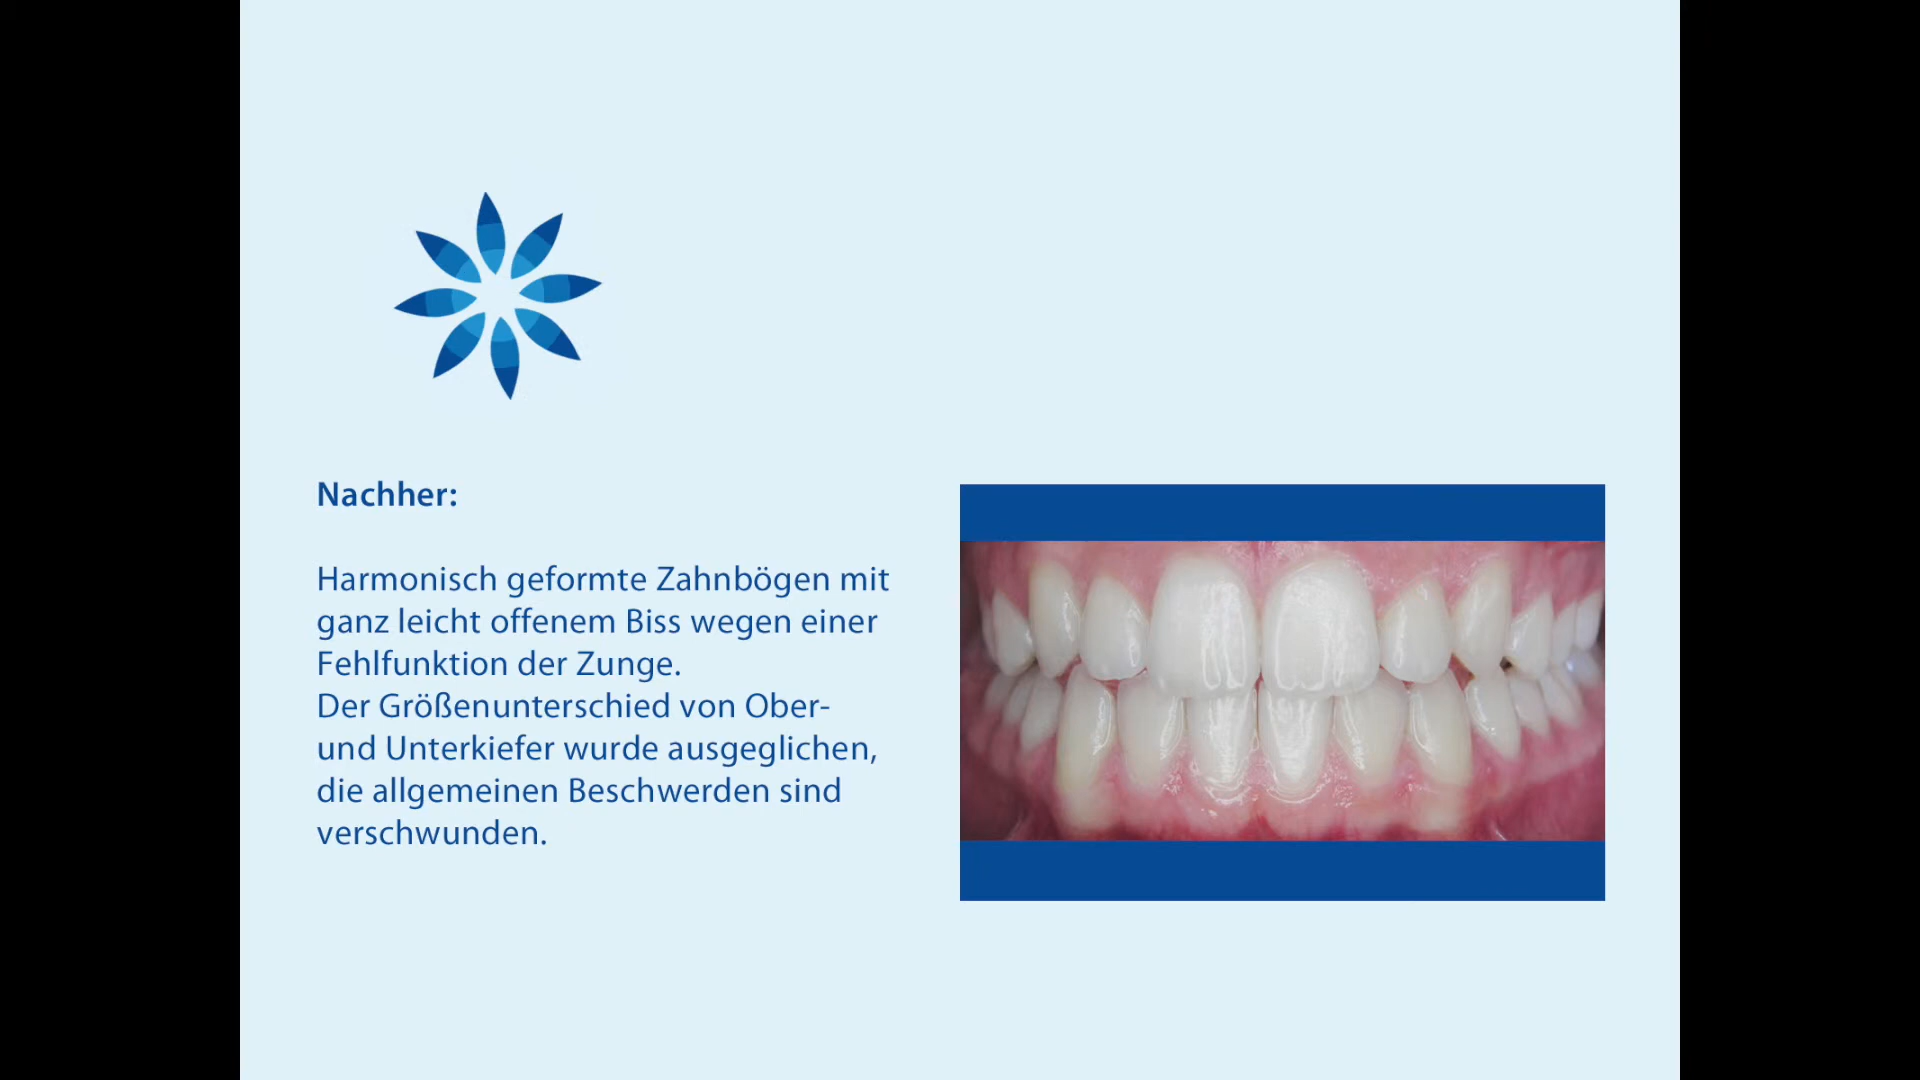 Nachher:
Harmonisch geformte Zahnbögen mit
ganz leicht offenem Biss wegen einer
Fehlfunktion der Zunge.
Der Größenunterschied von Ober-
und Unterkiefer wurde ausgeglichen,
die allgemeinen Beschwerden sind
verschwunden.